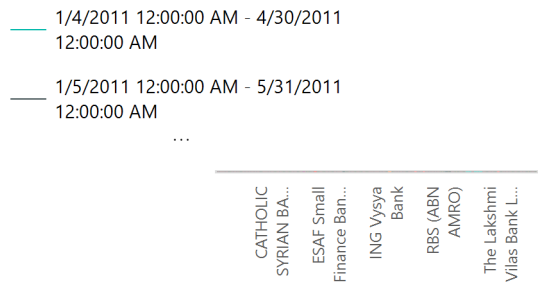 1/4/2011 12:00:00 AM - 4/30/2011
12:00:00 AM
1/5/2011 12:00:00 AM - 5/31/2011
12:00:00 AM
...
CATHOLIC
SYRIAN BA...
ESAF Small
Finance Ban...
ING Vysya
Bank
RBS (ABN
AMRO)
The Lakshmi
Vilas Bank L...